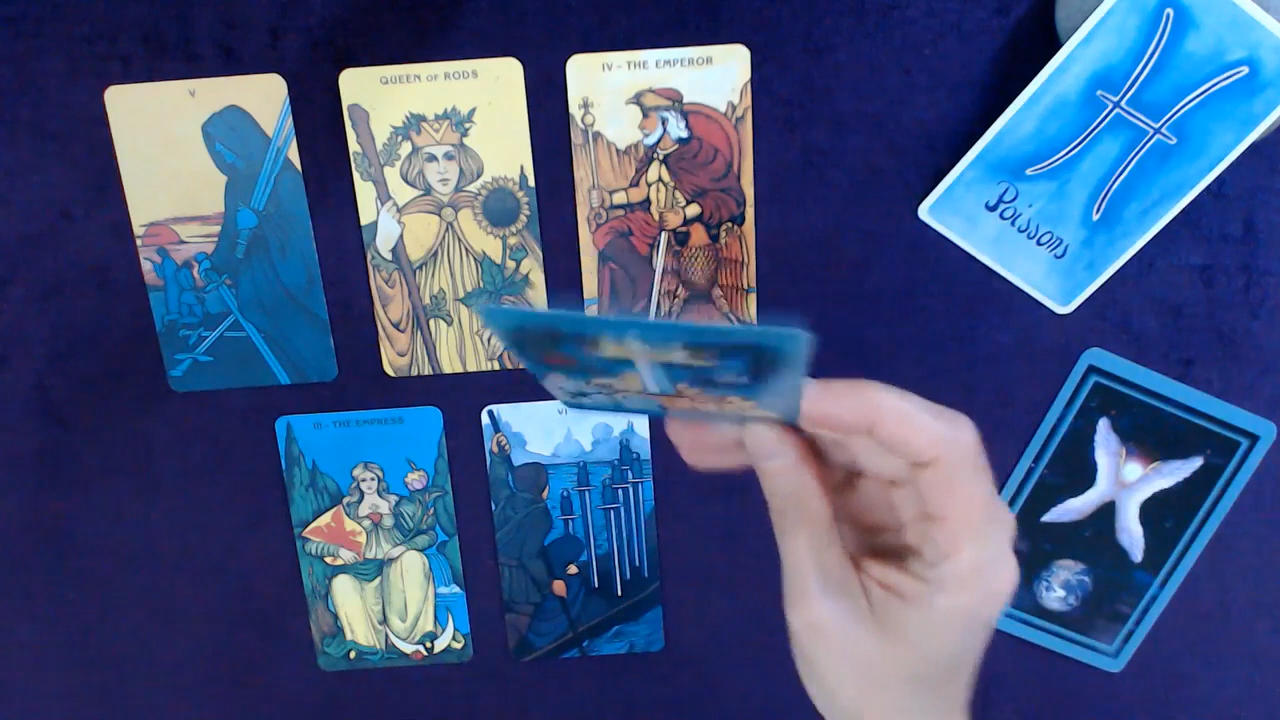 V
QUEEN OF RODS
IV - THE EMPEROR
Poissons
III - THE EMPRESS
VI